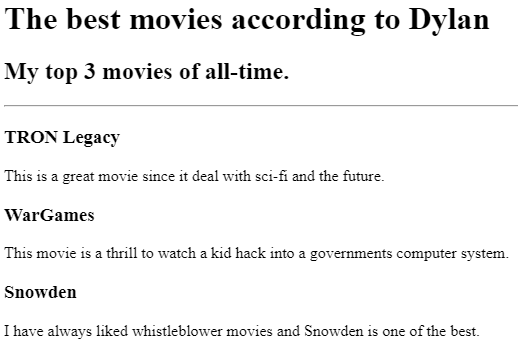 The best movies according to Dylan
My top 3 movies of all-time.
TRON Legacy
This is a great movie since it deal with sci-fi and the future.
WarGames
This movie is a thrill to watch a kid hack into a governments computer system.
Snowden
I have always liked whistleblower movies and Snowden is one of the best.